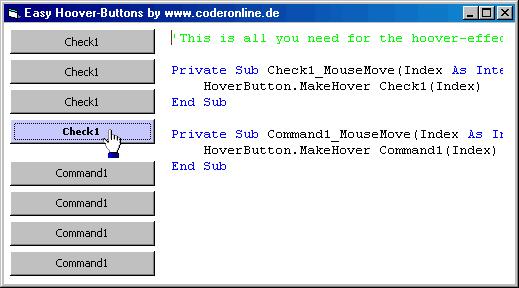 Easy Hoover-Buttons by www.coderonline.de
Check1
Check1
Check1
Check1
Command1
Command1
Command1
Command1
'This is all you need for the hoover-effec
Private Sub Check1_MouseMove(Index As Inte
HoverButton.MakeHover Check1(Index)
End Sub
Private Sub Command1_MouseMove(Index As In
HoverButton.MakeHover Command1(Index)
End Sub